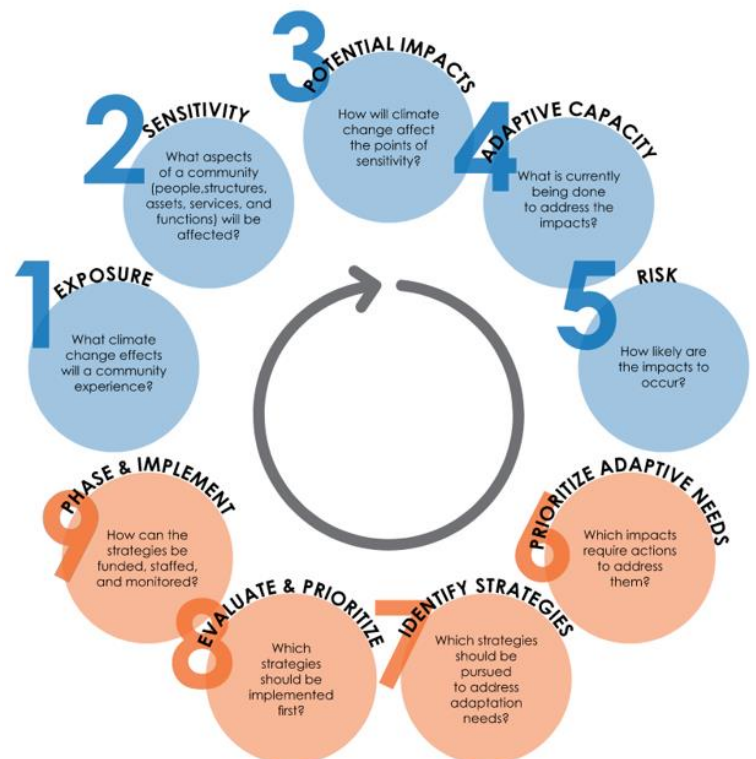 1
EXPOSURE
What climate
change effects
will a community
experience?
2
SENSITIVITY
What aspects
of a community
(people,structures,
assets, services, and
functions) will be
affected?
3
POTENTIAL IMPACTS
How will climate
change affect
the points of
sensitivity?
4
ADAPTIVE CAPACITY
What is currently
being done
to address the
impacts?
5
RISK
How likely are
the impacts to
occur?
6
PRIORITIZE ADAPTIVE NEEDS
Which impacts
require actions
to address
them?
7
IDENTIFY STRATEGIES
Which strategies
should be
pursued
to address
adaptation
needs?
8
EVALUATE & PRIORITIZE
Which
strategies
should be
implemented
first?
9
PHASE & IMPLEMENT
How can the
strategies be
funded, staffed,
and monitored?